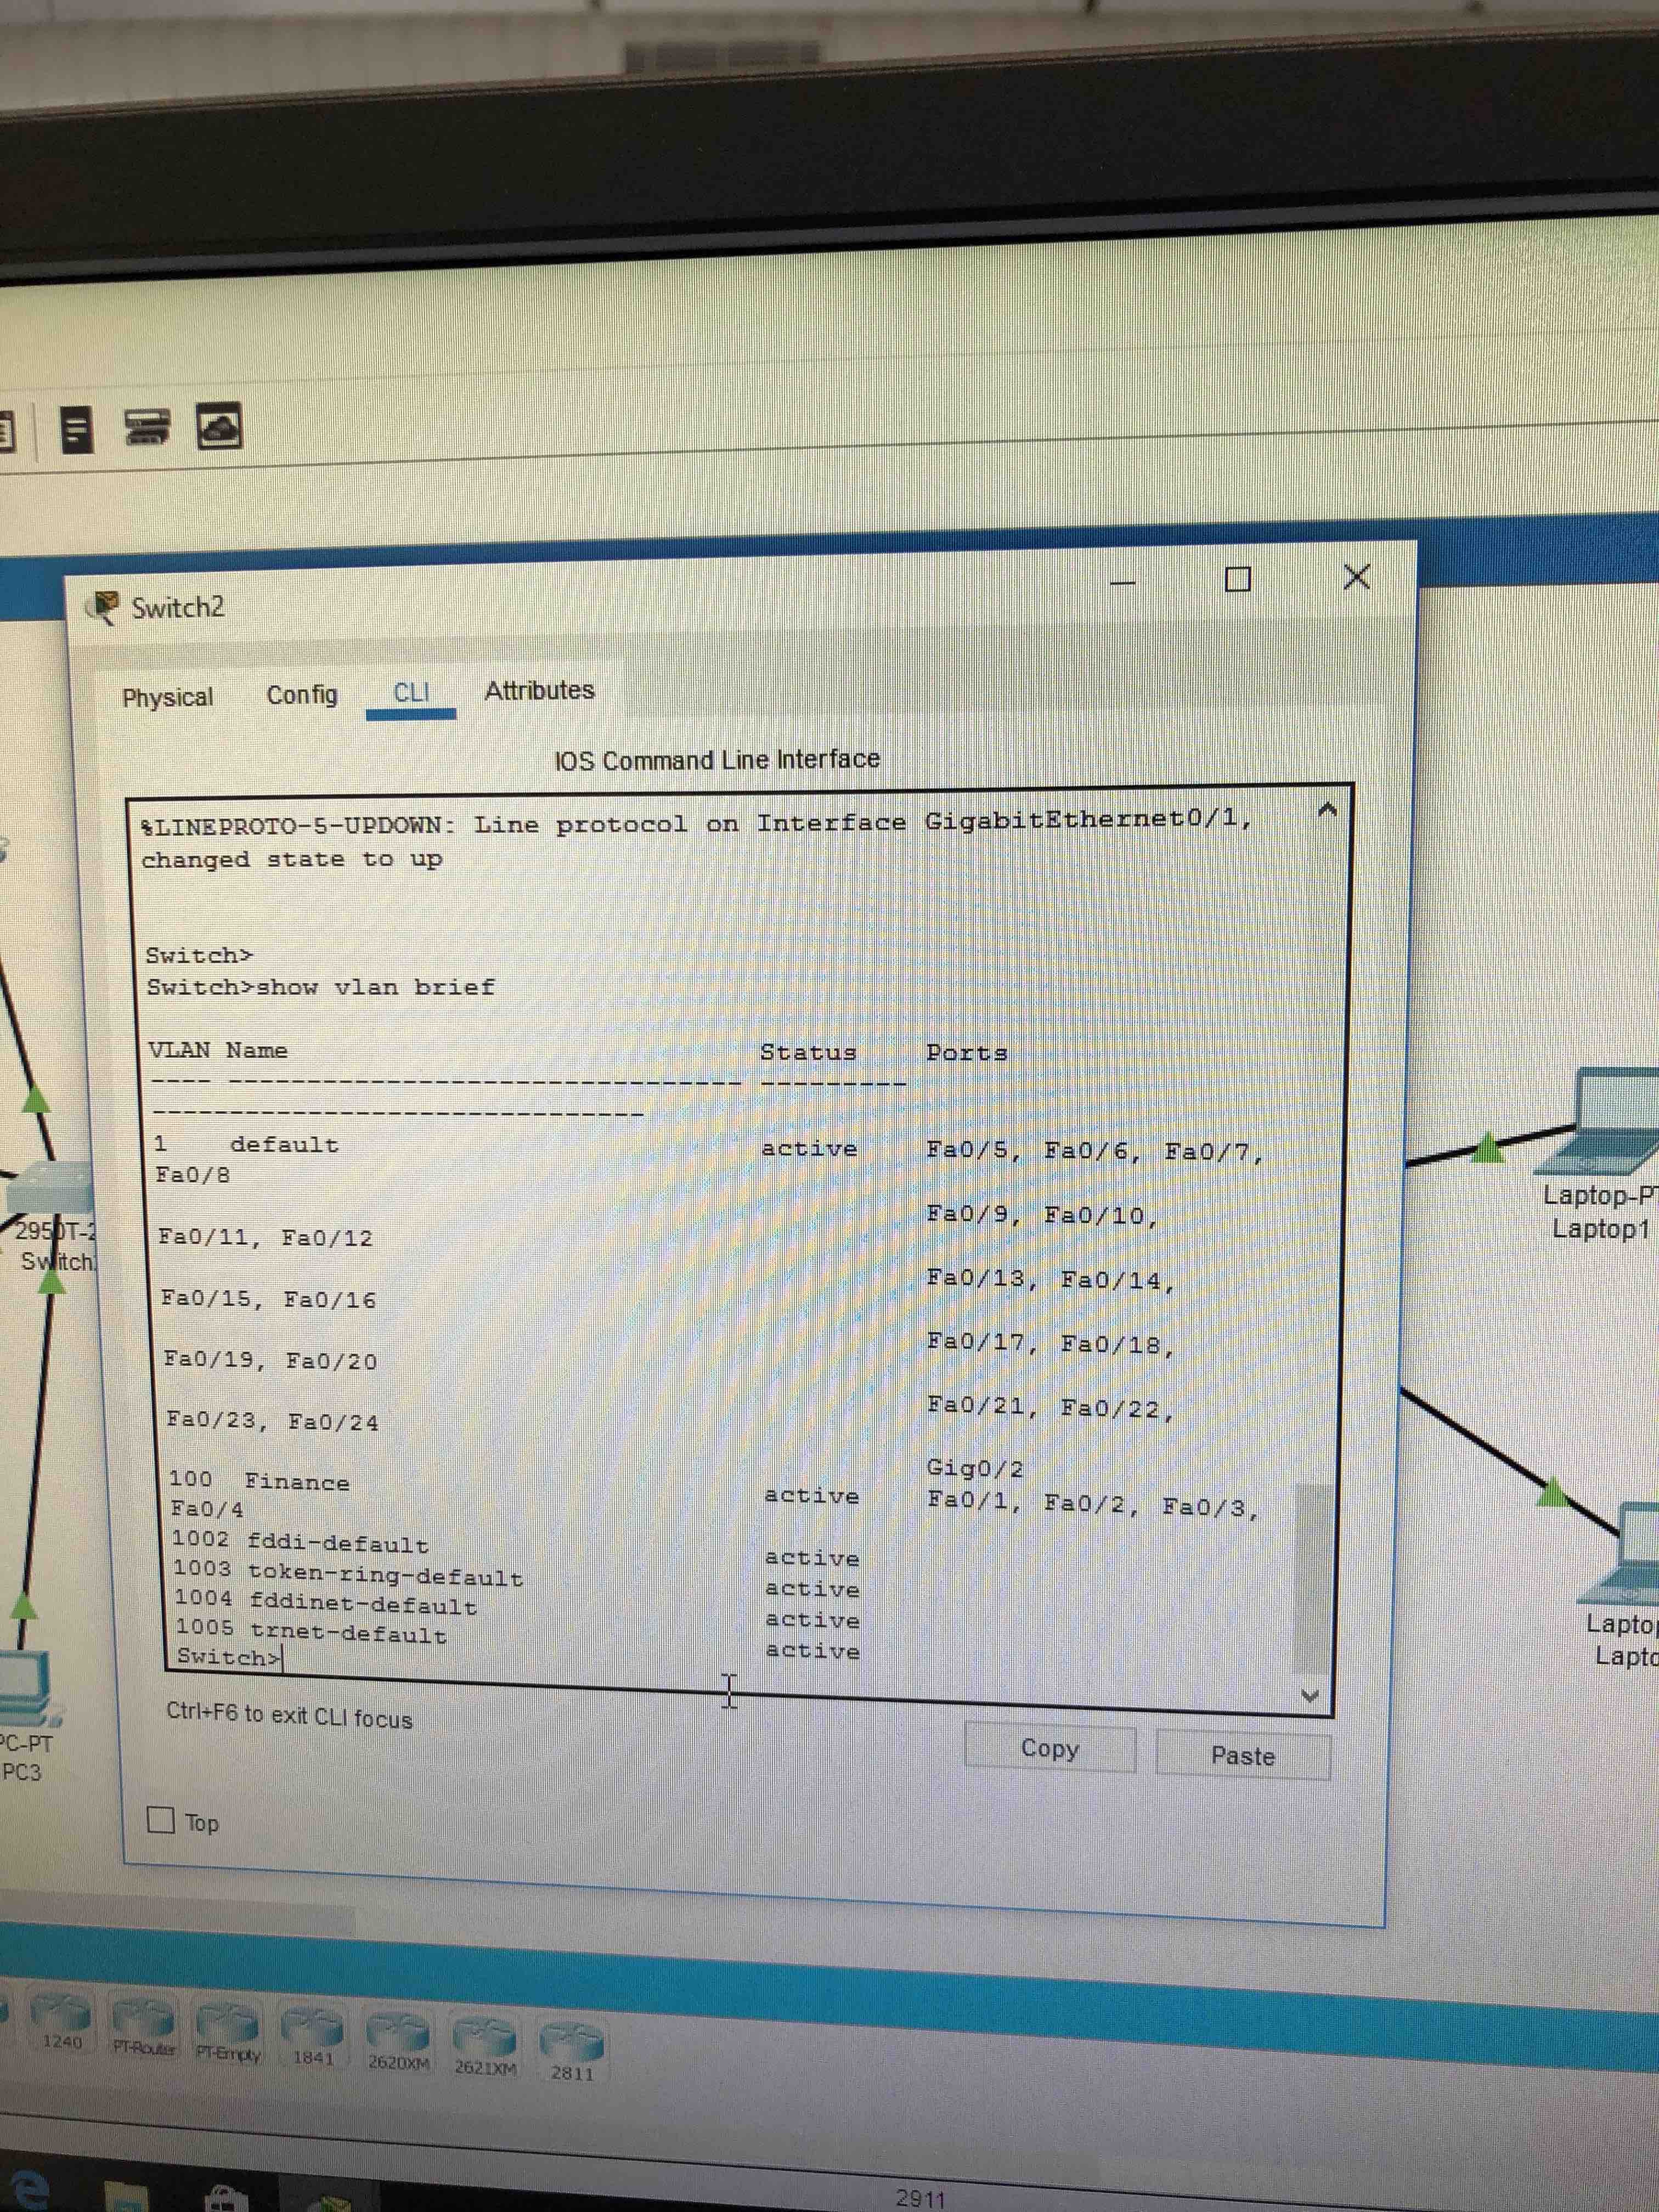 Switch2
Physical Config CLI Attributes
IOS Command Line Interface
%LINEPROTO-5-UPDOWN: Line protocol on Interface GigabitEthernet0/1,
changed state to up
Switch>
Switch>show vlan brief
VLAN Name Status Ports
---- -------------------------------- ---------
-------------------------------
1 default active Fa0/5, Fa0/6, Fa0/7,
Fa0/8
Fa0/9, Fa0/10,
Fa0/11, Fa0/12
Fa0/13, Fa0/14,
Fa0/15, Fa0/16
Fa0/17, Fa0/18,
Fa0/19, Fa0/20
Fa0/21, Fa0/22,
Fa0/23, Fa0/24
Gig0/2
100 Finance active Fa0/1, Fa0/2, Fa0/3,
Fa0/4
1002 fddi-default active
1003 token-ring-default active
1004 fddinet-default active
1005 trnet-default active
Switch>
Ctrl+F6 to exit CLI focus
Copy Paste
Top
2950T-2
Switch
PC-PT
PC3
Laptop-PT
Laptop1
Laptop
Lapto
1240 PT-Router PT-Empty 1841 2620XM 2621XM 2811
2911